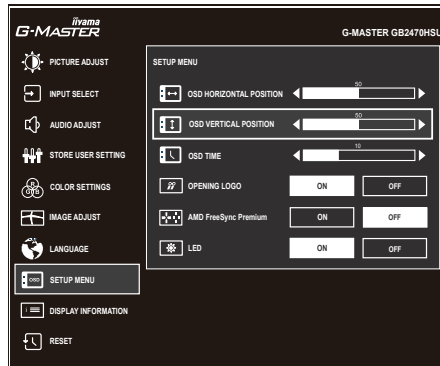 iiyama
G-MASTER
G-MASTER GB2470HSU
PICTURE ADJUST
INPUT SELECT
AUDIO ADJUST
STORE USER SETTING
COLOR SETTINGS
R
G
B
IMAGE ADJUST
LANGUAGE
OSD
SETUP MENU
DISPLAY INFORMATION
RESET
SETUP MENU
50
OSD HORIZONTAL POSITION
50
OSD VERTICAL POSITION
10
OSD TIME
OPENING LOGO
ON
OFF
AMD FreeSync Premium
ON
OFF
LED
ON
OFF